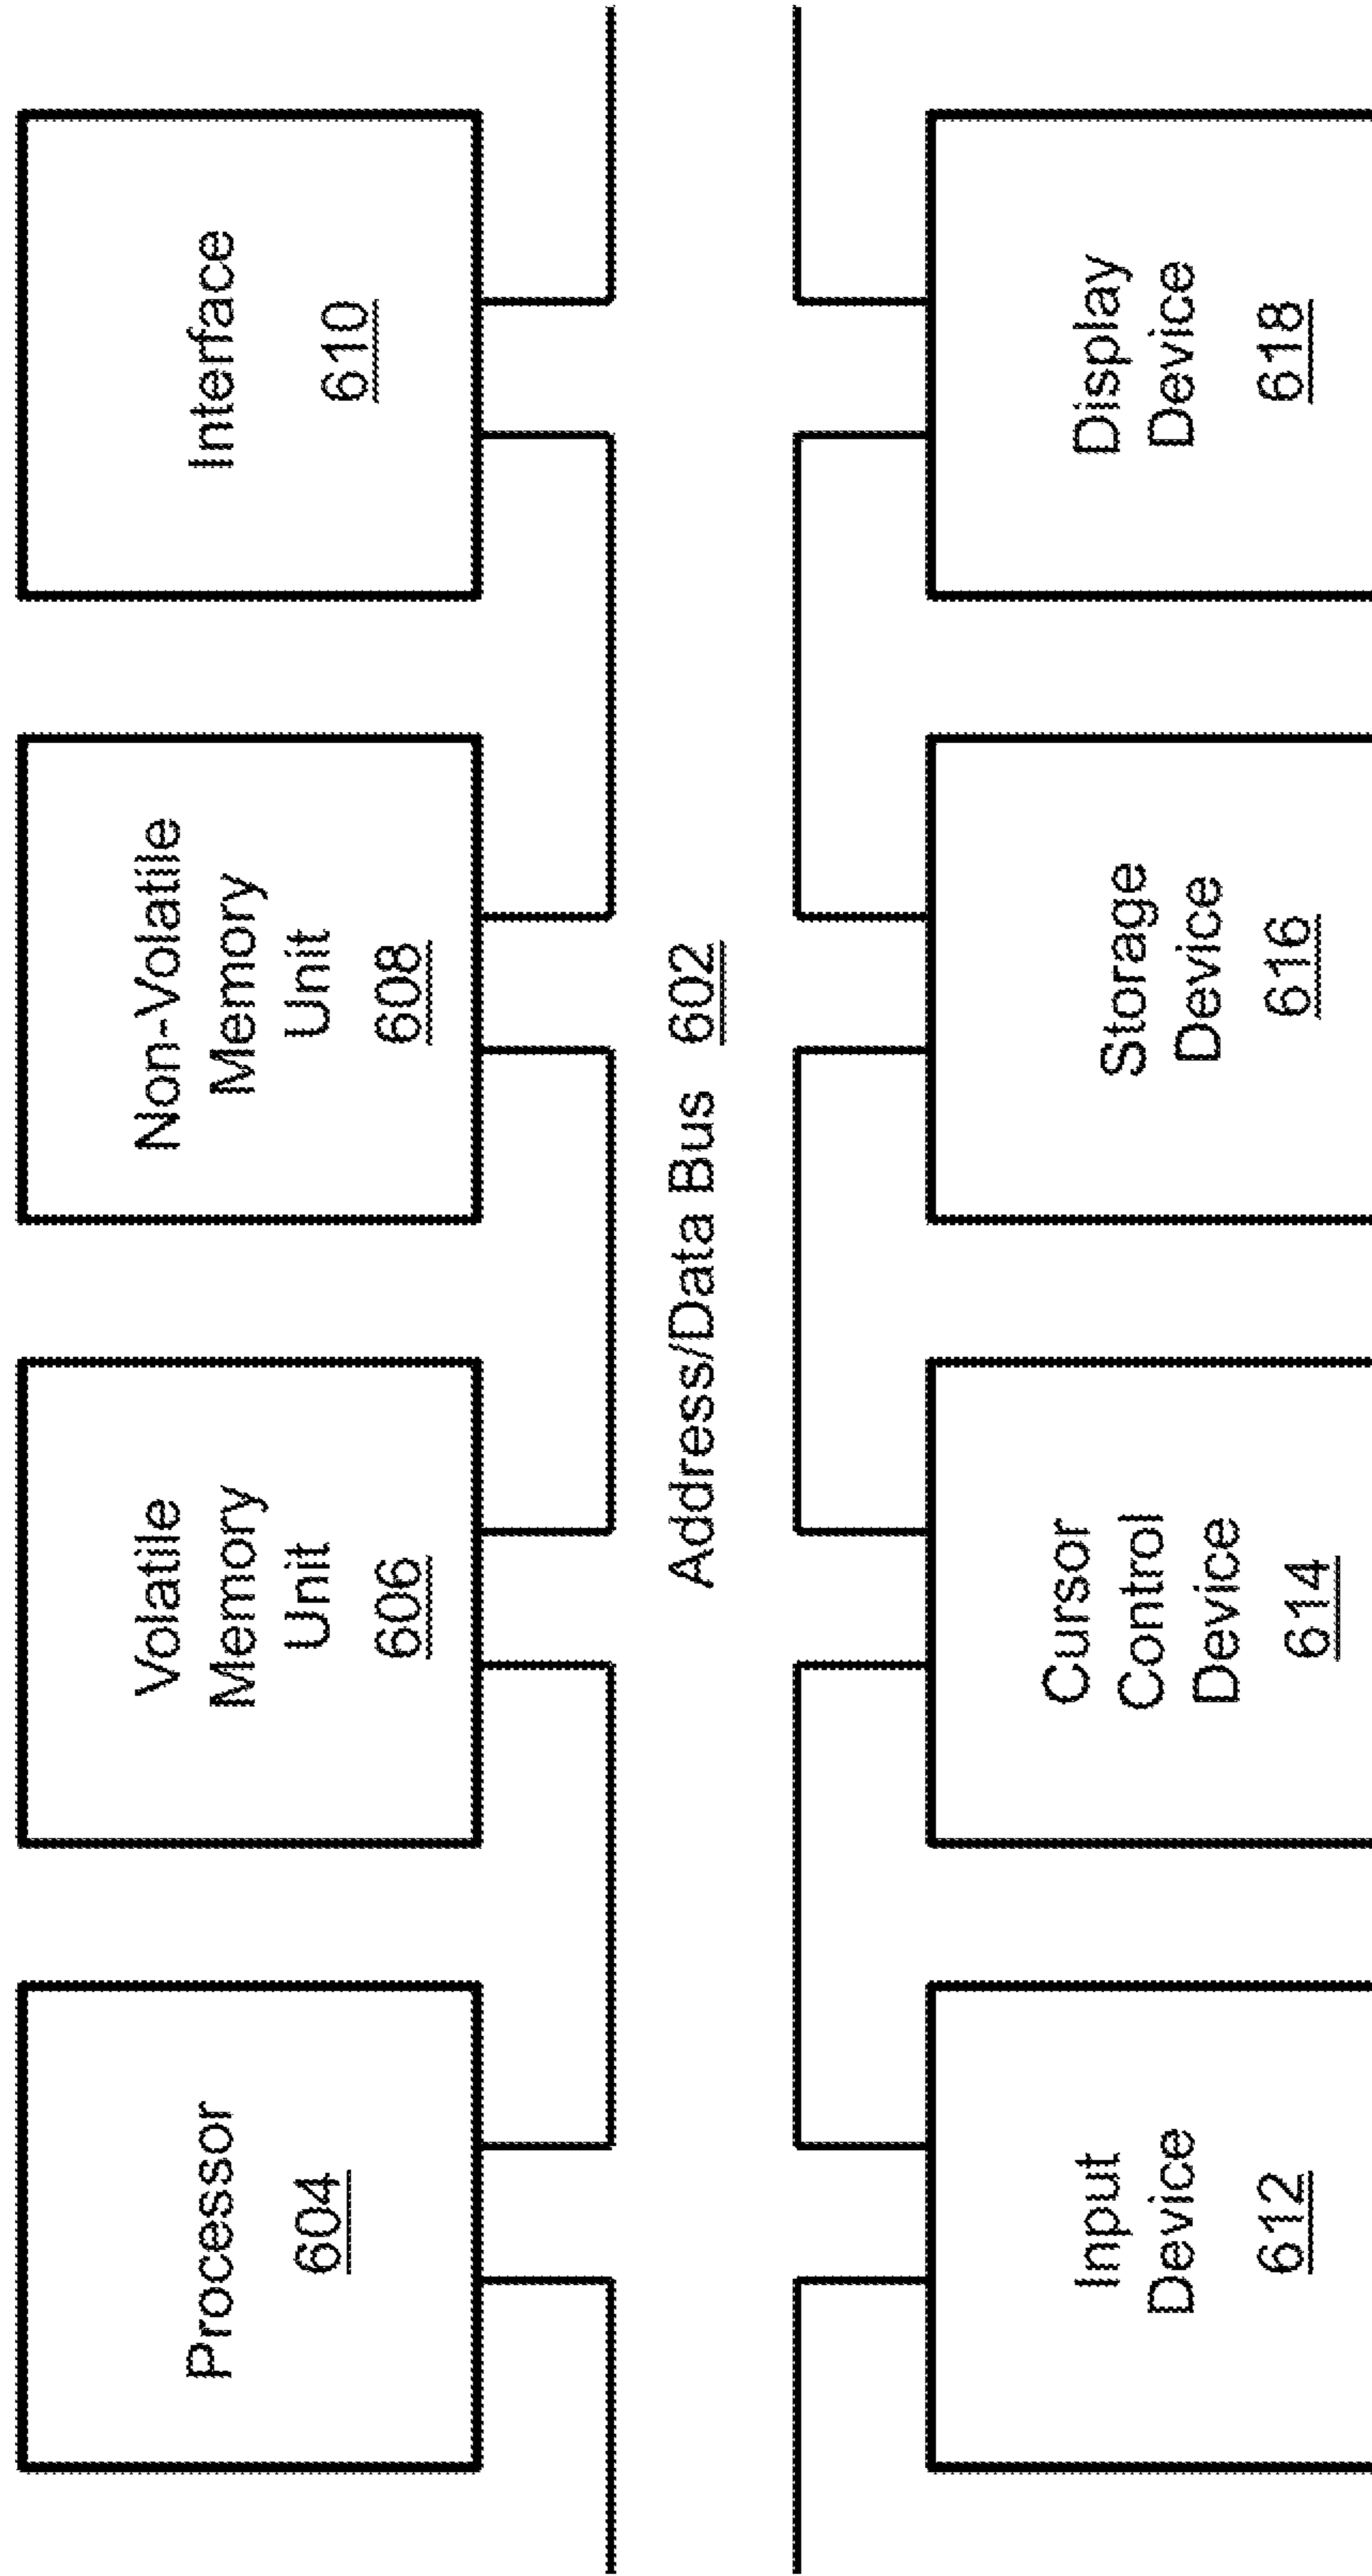 Processor
604
Volatile
Memory
Unit
606
Non-Volatile
Memory
Unit
608
Interface
610
Address/Data Bus 602
Input
Device
612
Cursor
Control
Device
614
Storage
Device
616
Display
Device
618